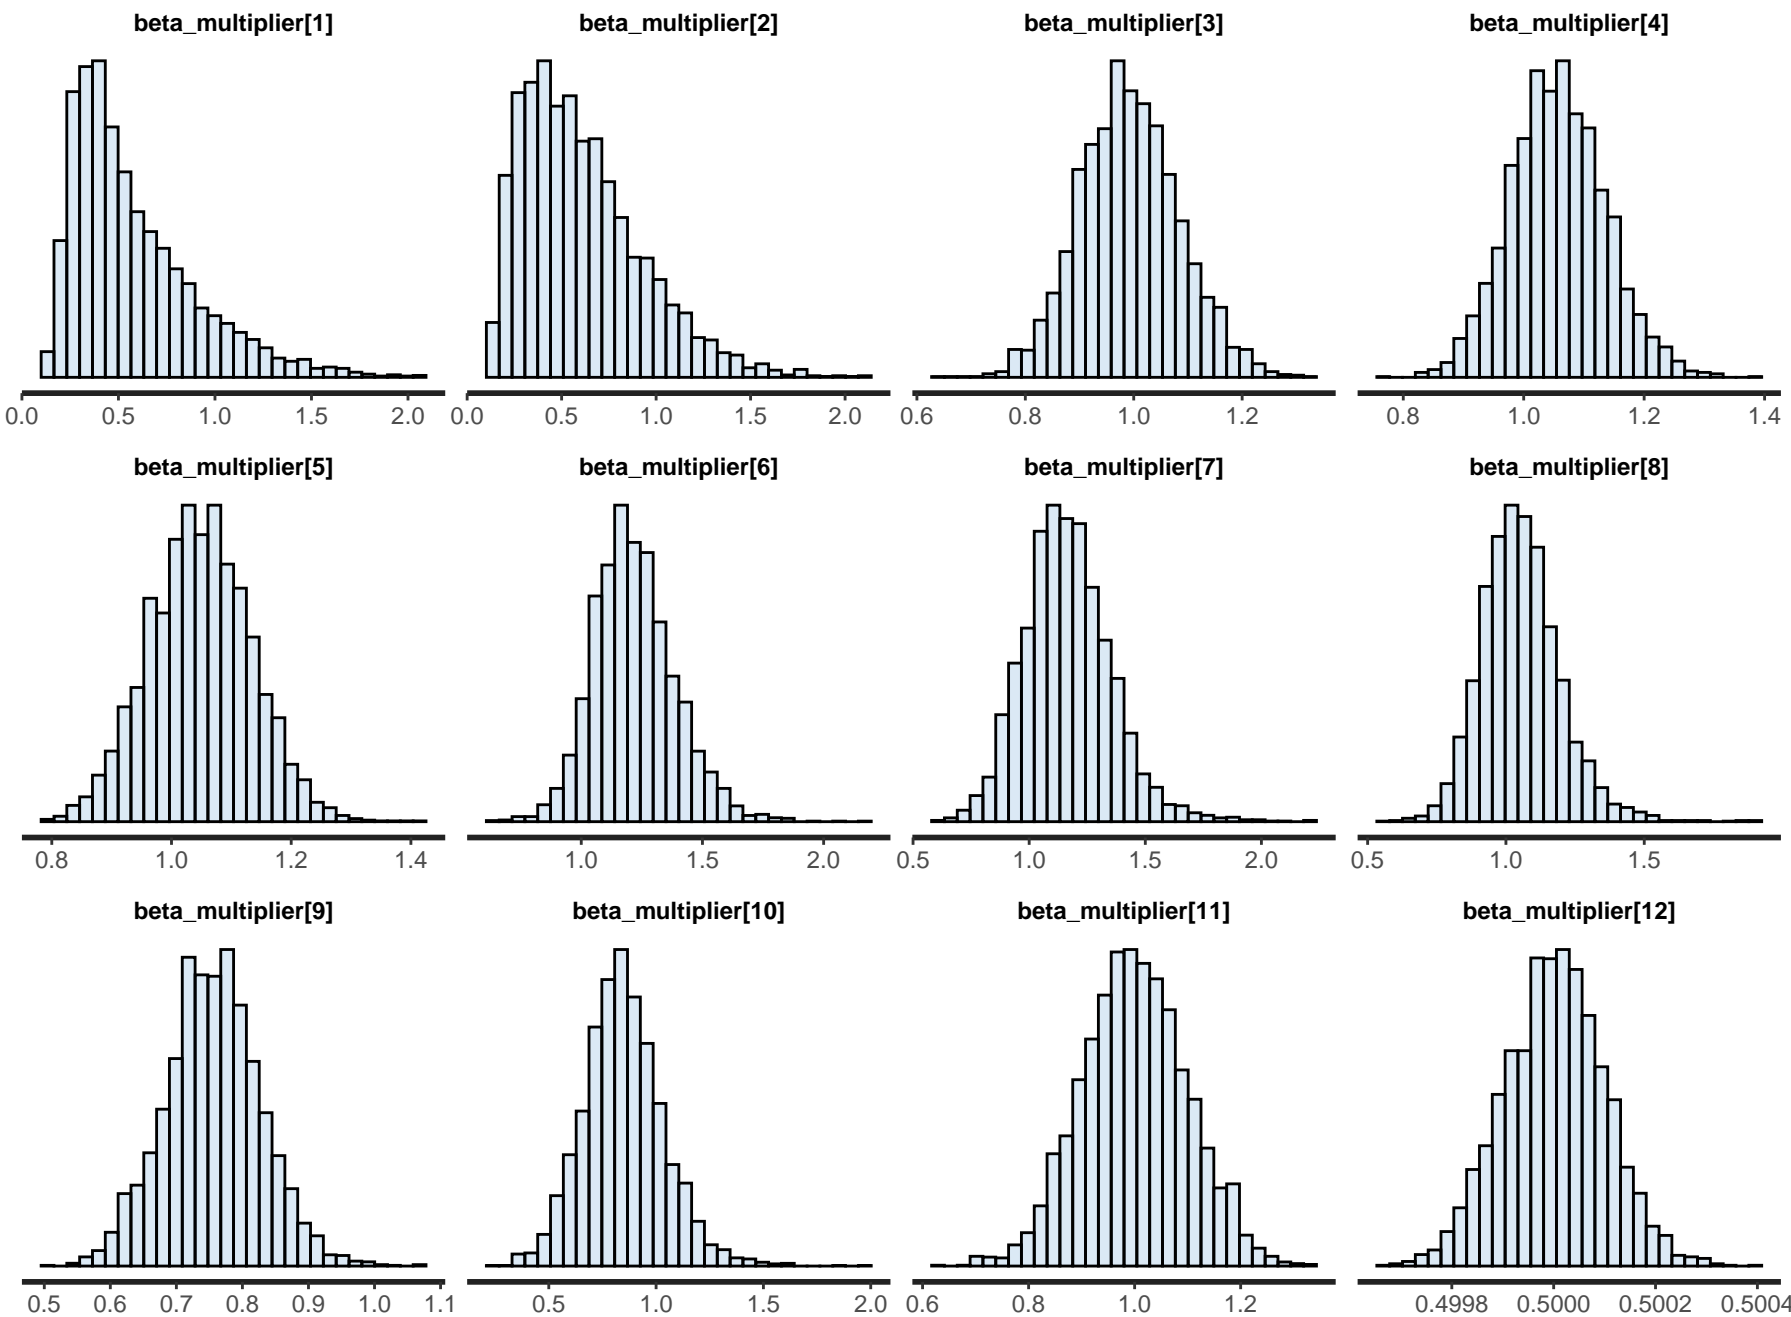 beta_multiplier[1] beta_multiplier[2] beta_multiplier[3] beta_multiplier[4]
0.0 0.5 1.0 1.5 2.0 0.0 0.5 1.0 1.5 2.0 0.6 0.8 1.0 1.2 0.8 1.0 1.2 1.4
beta_multiplier[5] beta_multiplier[6] beta_multiplier[7] beta_multiplier[8]
0.8 1.0 1.2 1.4 1.0 1.5 2.0 0.5 1.0 1.5 2.0 0.5 1.0 1.5
beta_multiplier[9] beta_multiplier[10] beta_multiplier[11] beta_multiplier[12]
0.5 0.6 0.7 0.8 0.9 1.0 1.1 0.5 1.0 1.5 2.0 0.6 0.8 1.0 1.2 0.4998 0.5000 0.5002 0.5004